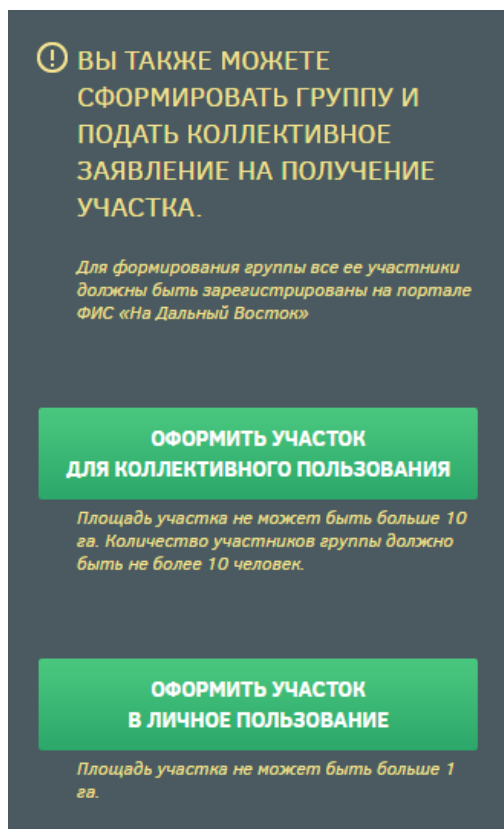 ВЫ ТАКЖЕ МОЖЕТЕ
СФОРМИРОВАТЬ ГРУППУ И
ПОДАТЬ КОЛЛЕКТИВНОЕ
ЗАЯВЛЕНИЕ НА ПОЛУЧЕНИЕ
УЧАСТКА.
Для формирования группы все ее участники
должны быть зарегистрированы на портале
ФИС «На Дальный Восток»
ОФОРМИТЬ УЧАСТОК
ДЛЯ КОЛЛЕКТИВНОГО ПОЛЬЗОВАНИЯ
Площадь участка не может быть больше 10
га. Количество участников группы должно
быть не более 10 человек.
ОФОРМИТЬ УЧАСТОК
В ЛИЧНОЕ ПОЛЬЗОВАНИЕ
Площадь участка не может быть больше 1
га.